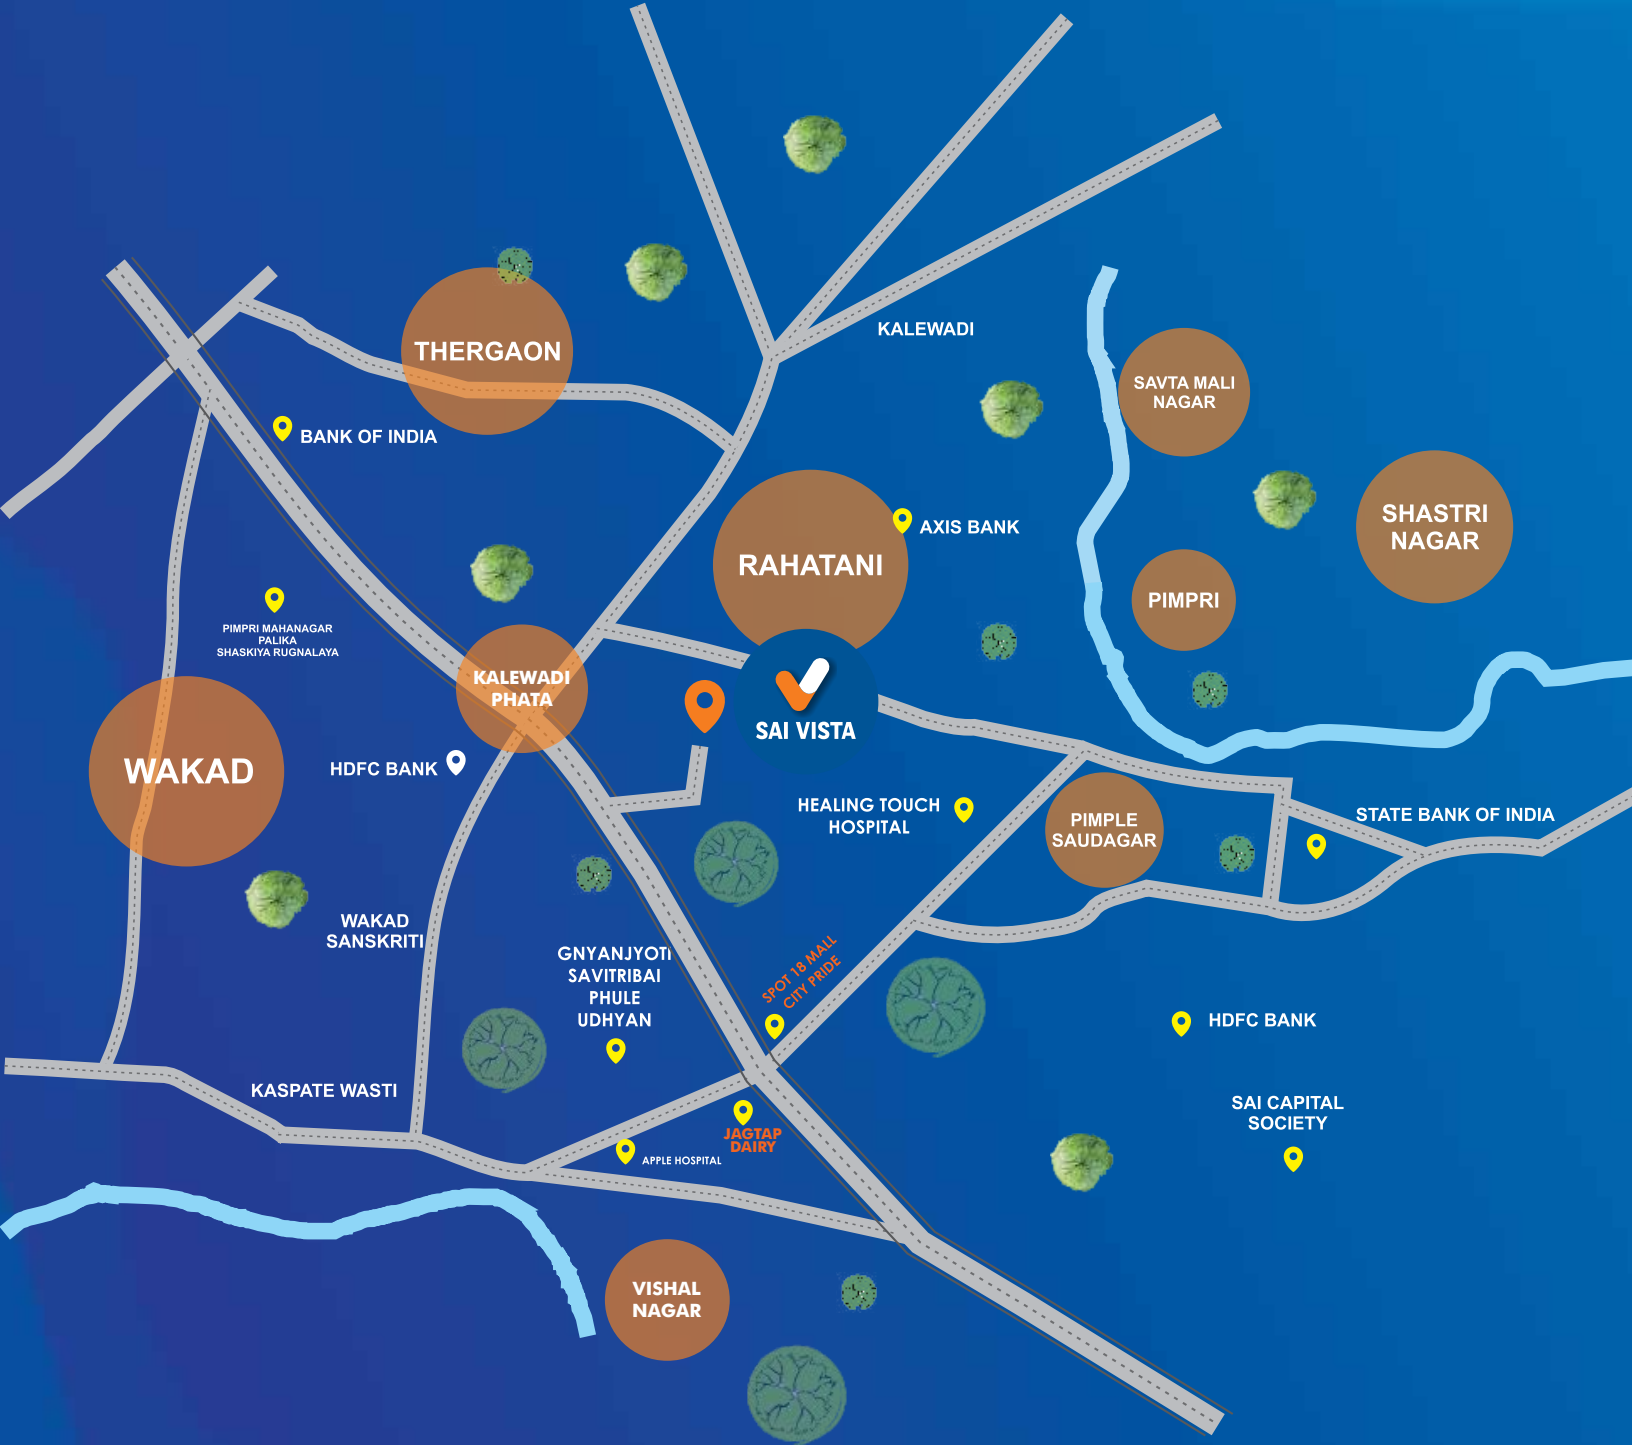 KALEWADI
THERGAON
SAVTA MALI
NAGAR
BANK OF INDIA
AXIS BANK
SHASTRI
NAGAR
RAHATANI
PIMPRI
PIMPRI MAHANAGAR
PALIKA
SHASKIYA RUGNALAYA
KALEWADI
PHATA
SAI VISTA
WAKAD
HDFC BANK
HEALING TOUCH
HOSPITAL
PIMPLE
SAUDAGAR
STATE BANK OF INDIA
WAKAD
SANSKRITI
GNYANJYOTI
SAVITRIBAI
PHULE
UDHYAN
SPOT 18 MALL
CITY PRIDE
HDFC BANK
KASPATE WASTI
SAI CAPITAL
SOCIETY
JAGTAP
DAIRY
APPLE HOSPITAL
VISHAL
NAGAR